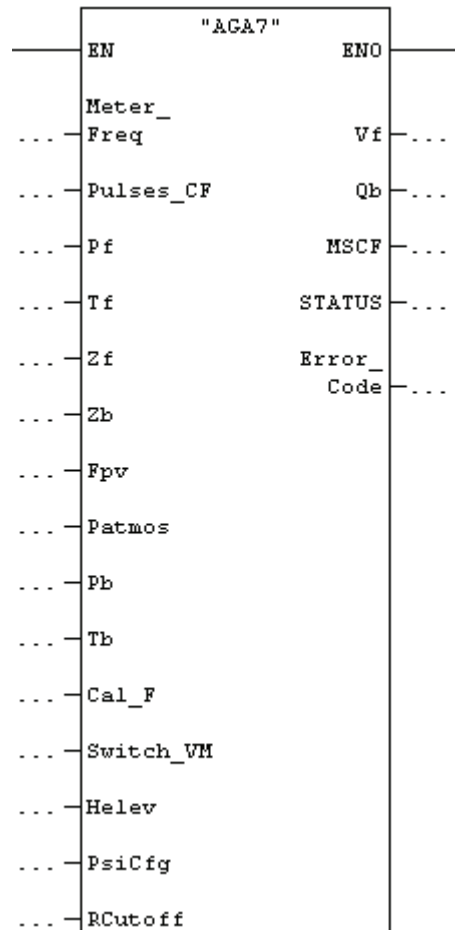 "AGA7"
EN ENO
Meter_
... Freq Vf ...
... Pulses_CF Qb ...
... Pf MSCF ...
... Tf STATUS ...
... Zf Error_
... Zb Code ...
... Fpv
... Patmos
... Pb
... Tb
... Cal_F
... Switch_VM
... Helev
... PsiCfg
... RCutoff